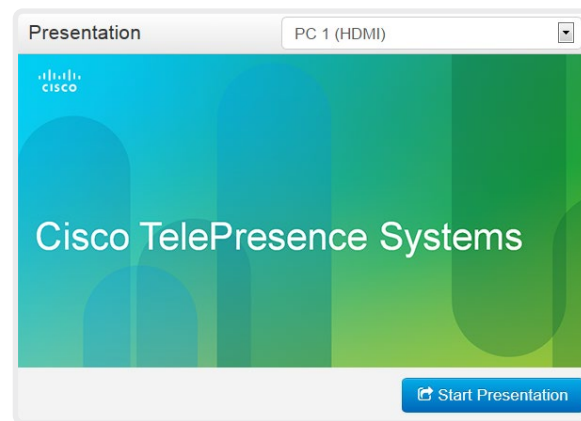 Presentation
PC 1 (HDMI)
CISCO
Cisco TelePresence Systems
Start Presentation